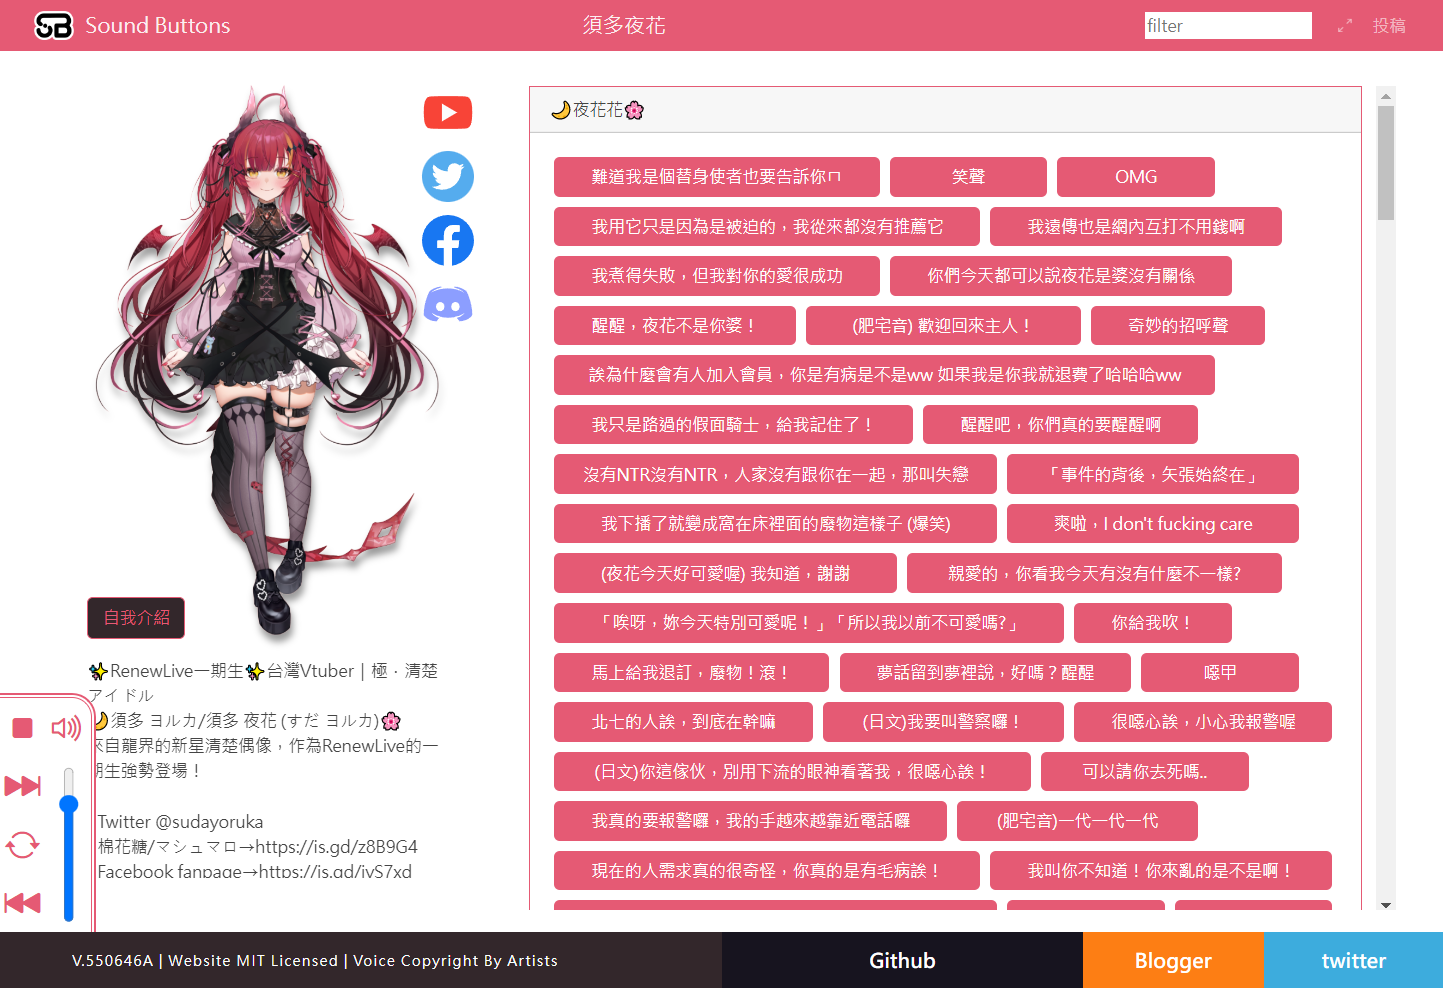 SB Sound Buttons
須多夜花
filter
投稿
🌙夜花花🌸
難道我是個替身使者也要告訴你ㄇ
笑聲
OMG
我用它只是因為是被迫的，我從來都沒有推薦它
我遠傳也是網內互打不用錢啊
我煮得失敗，但我對你的愛很成功
你們今天都可以說夜花是婆沒有關係
醒醒，夜花不是你婆！
(肥宅音) 歡迎回來主人！
奇妙的招呼聲
誒為什麼會有人加入會員，你是有病是不是ww 如果我是你我就退費了哈哈哈ww
我只是路過的假面騎士，給我記住了！
醒醒吧，你們真的要醒醒啊
沒有NTR沒有NTR，人家沒有跟你在一起，那叫失戀
「事件的背後，矢張始終在」
我下播了就變成窩在床裡面的廢物這樣子 (爆笑)
爽啦，I don't fucking care
(夜花今天好可愛喔) 我知道，謝謝
親愛的，你看我今天有沒有什麼不一樣?
「唉呀，妳今天特別可愛呢！」「所以我以前不可愛嗎?」
你給我吹！
馬上給我退訂，廢物！滾！
夢話留到夢裡說，好嗎？醒醒
噁甲
北七的人誒，到底在幹嘛
(日文)我要叫警察囉！
很噁心誒，小心我報警喔
(日文)你這傢伙，別用下流的眼神看著我，很噁心誒！
可以請你去死嗎..
我真的要報警囉，我的手越來越靠近電話囉
(肥宅音)一代一代一代
現在的人需求真的很奇怪，你真的是有毛病誒！
我叫你不知道！你來亂的是不是啊！
自我介紹
✨RenewLive一期生✨台灣Vtuber | 極．清楚
アイドル
🌙須多 ヨルカ/須多 夜花 (すだ ヨルカ)🌸
來自龍界的新星清楚偶像，作為RenewLive的一
期生強勢登場！
Twitter @sudayoruka
棉花糖/マシュマロ→https://is.gd/z8B9G4
Facebook fanpage→https://is.gd/jvS7xd
V.550646A | Website MIT Licensed | Voice Copyright By Artists
Github
Blogger
twitter